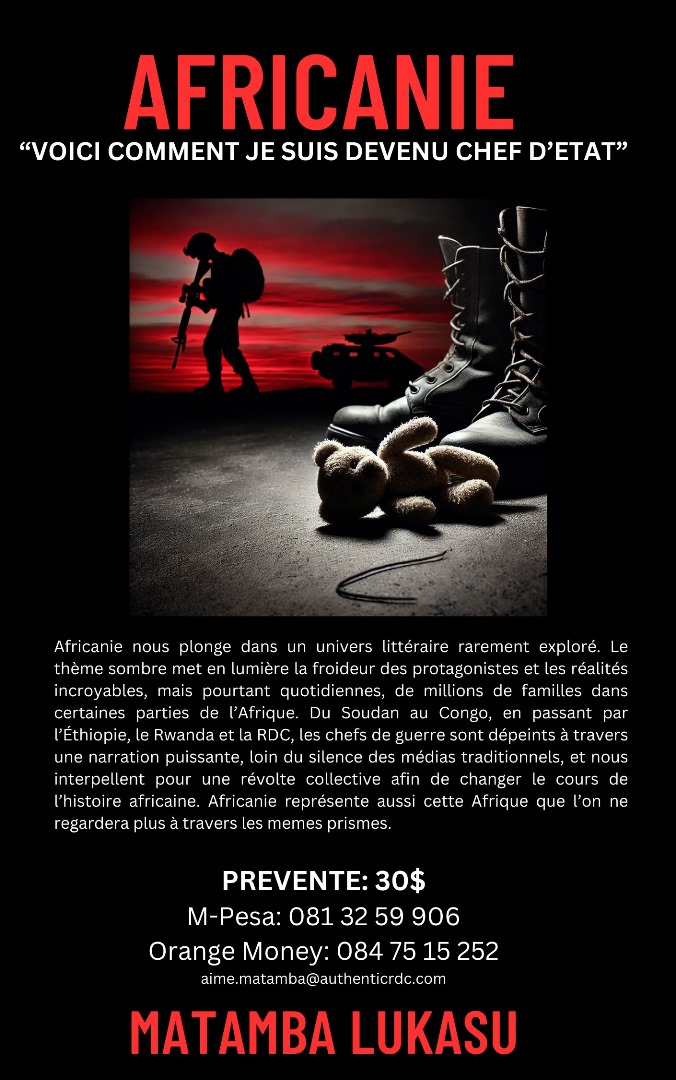 AFRICANIE
“VOICI COMMENT JE SUIS DEVENU CHEF D’ETAT”
Africanie nous plonge dans un univers littéraire rarement exploré. Le
thème sombre met en lumière la froideur des protagonistes et les réalités
incroyables, mais pourtant quotidiennes, de millions de familles dans
certaines parties de l’Afrique. Du Soudan au Congo, en passant par
l’Éthiopie, le Rwanda et la RDC, les chefs de guerre sont dépeints à travers
une narration puissante, loin du silence des médias traditionnels, et nous
interpellent pour une révolte collective afin de changer le cours de
l’histoire africaine. Africanie représente aussi cette Afrique que l’on ne
regardera plus à travers les memes prismes.
PREVENTE: 30$
M-Pesa: 081 32 59 906
Orange Money: 084 75 15 252
aime.matamba@authenticrdc.com
MATAMBA LUKASU